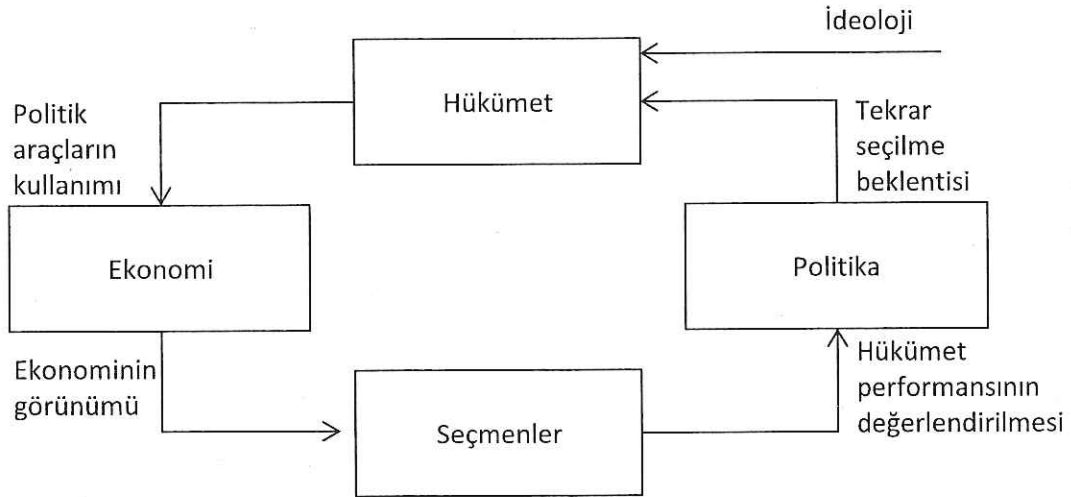 İdeoloji
Hükümet
Politik
araçların
kullanımı
Tekrar
seçilme
beklentisi
Ekonomi
Politika
Ekonominin
görünümü
Seçmenler
Hükümet
performansının
değerlendirilmesi